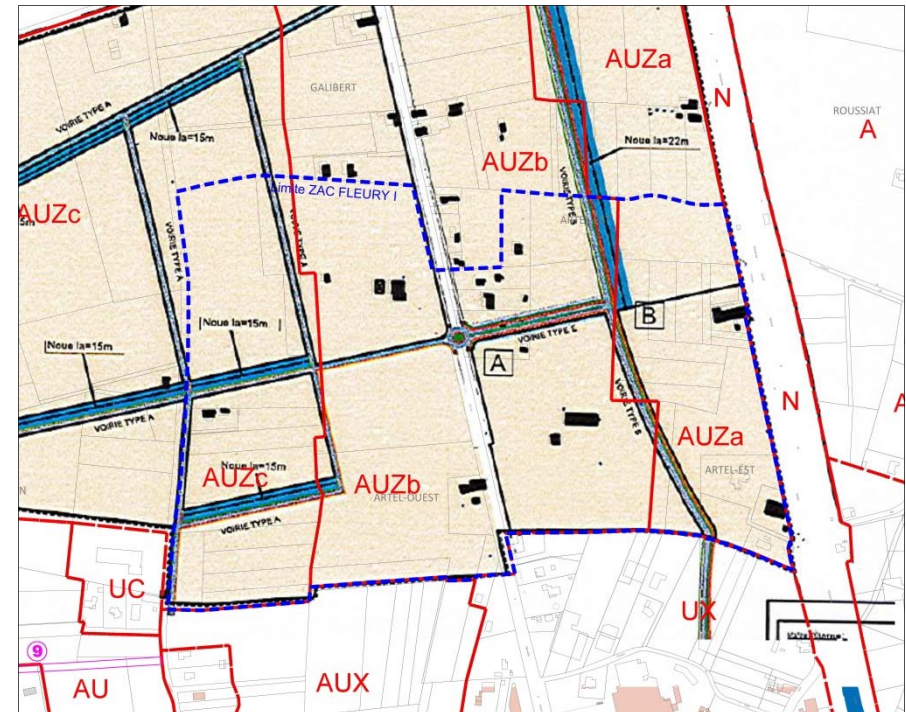 AUZa
GALIBERT
N
ROUSSIAT
A
VOIRIE TYPE A
Noue la=15m
Noue la=22m
AUZb
Limite ZAC FLEURY I
AUZc
5m
VOIRIE TYPE A
VOIRIE TYPE A
Noue la=15m
B
Noue la=15m
VOIRIE TYPE E
A
N
A
VOIRIE TYPE A
AUZa
AUZc
Noue la=15m
AUZb
ARTEL-OUEST
ARTEL-EST
VOIRIE TYPE A
N
UC
UX
9
AU
AUX